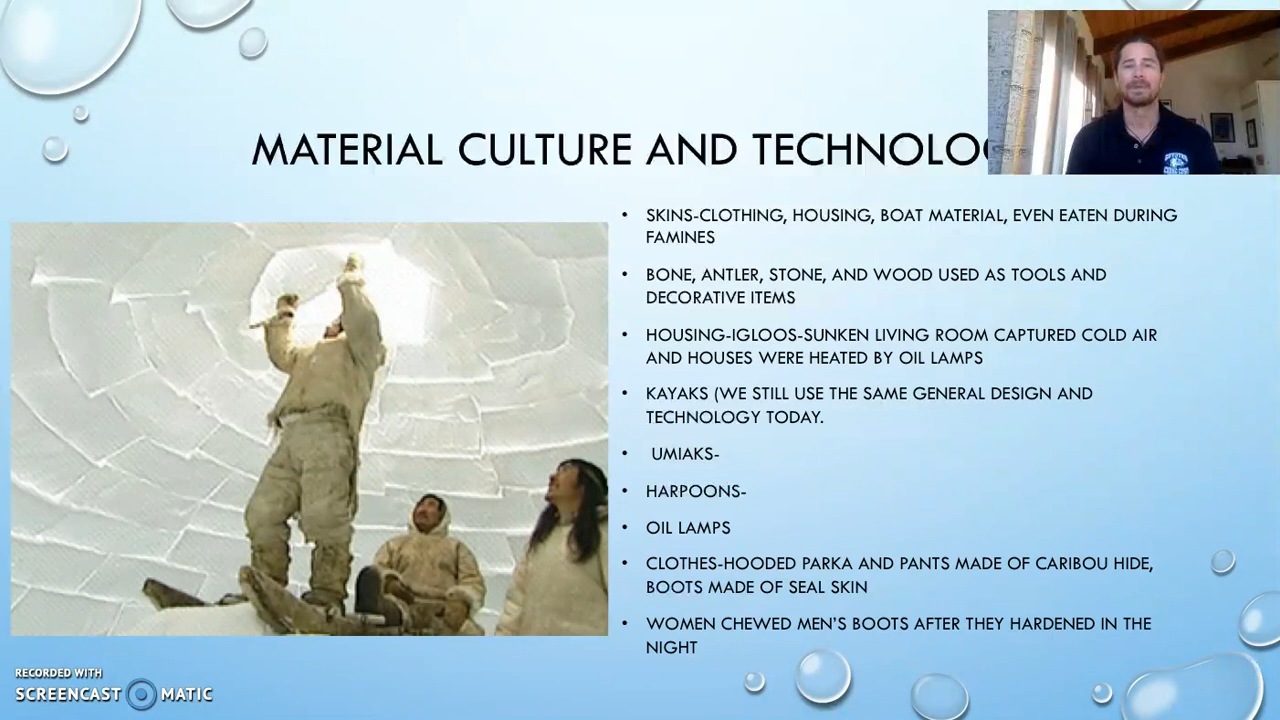 MATERIAL CULTURE AND TECHNOLO
• SKINS-CLOTHING, HOUSING, BOAT MATERIAL, EVEN EATEN DURING
FAMINES
• BONE, ANTLER, STONE, AND WOOD USED AS TOOLS AND
DECORATIVE ITEMS
• HOUSING-IGLOOS-SUNKEN LIVING ROOM CAPTURED COLD AIR
AND HOUSES WERE HEATED BY OIL LAMPS
• KAYAKS (WE STILL USE THE SAME GENERAL DESIGN AND
TECHNOLOGY TODAY.
• UMIAKS-
• HARPOONS-
• OIL LAMPS
• CLOTHES-HOODED PARKA AND PANTS MADE OF CARIBOU HIDE,
BOOTS MADE OF SEAL SKIN
• WOMEN CHEWED MEN'S BOOTS AFTER THEY HARDENED IN THE
NIGHT
RECORDED WITH
SCREENCAST MATIC